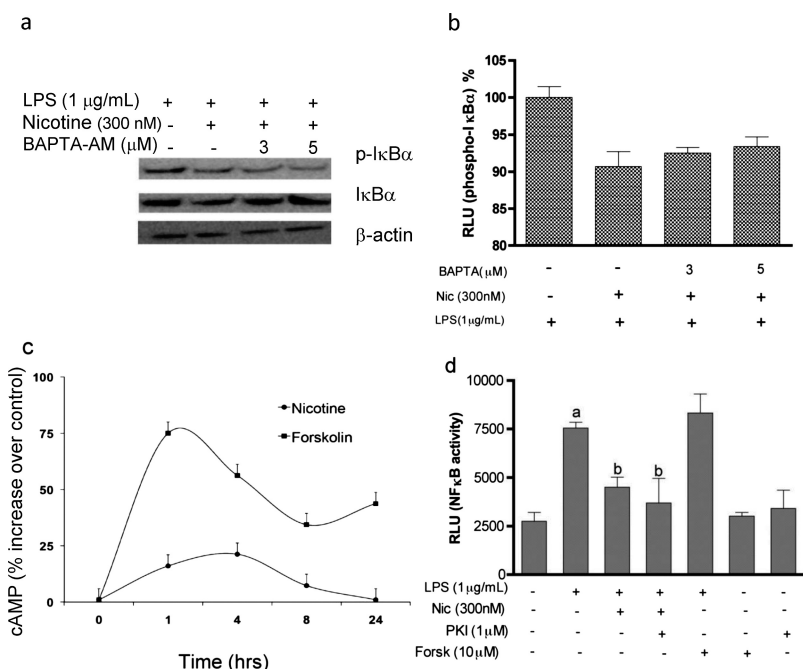 a
LPS (1 μg/mL) + + + +
Nicotine (300 nM) - + + +
BAPTA-AM (μM) - - 3 5
p-IκBα
IκBα
β-actin
b
RLU (phospho-I κBα) %
105
100
95
90
85
80
BAPTA(μM) - - 3 5
Nic (300nM) - + + +
LPS(1μg/mL) + + + +
c
cAMP (% increase over control)
100
75
50
25
0
Nicotine
Forskolin
0 1 4 8 24
Time (hrs)
d
RLU (NFκB activity)
10000
7500
5000
2500
0
a
b
b
LPS (1μg/mL) - + + + + - -
Nic (300nM) - - + + - - -
PKI (1μM) - - - + - - +
Forsk (10μM) - - - - + + -